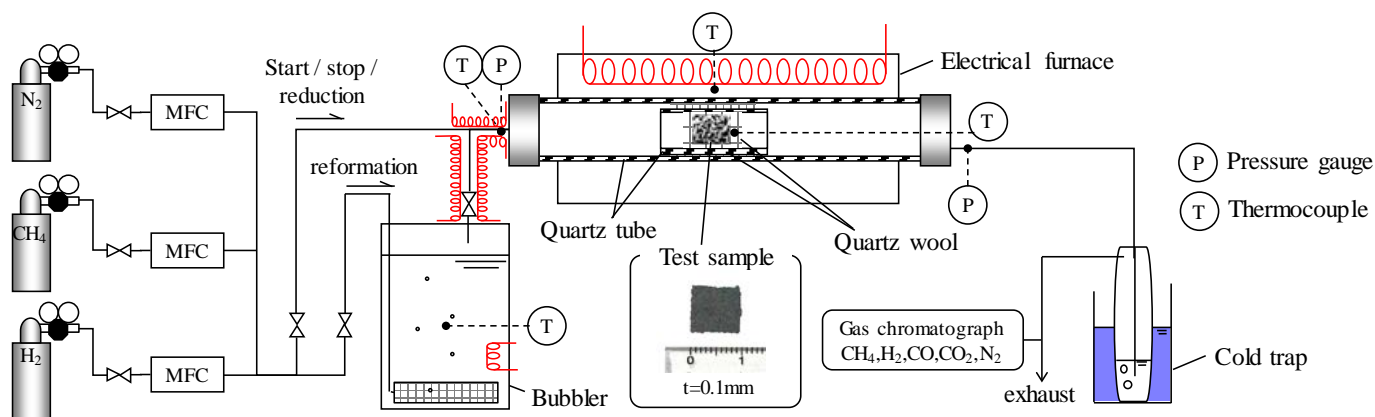 N2
MFC
CH4
MFC
H2
MFC
Start / stop /
reduction
reformation
T
P
T
Electrical furnace
T
P
Quartz tube
Quartz wool
T
Bubbler
Test sample
0 1
t=0.1mm
P Pressure gauge
T Thermocouple
Gas chromatograph
CH4,H2,CO,CO2,N2
exhaust
Cold trap